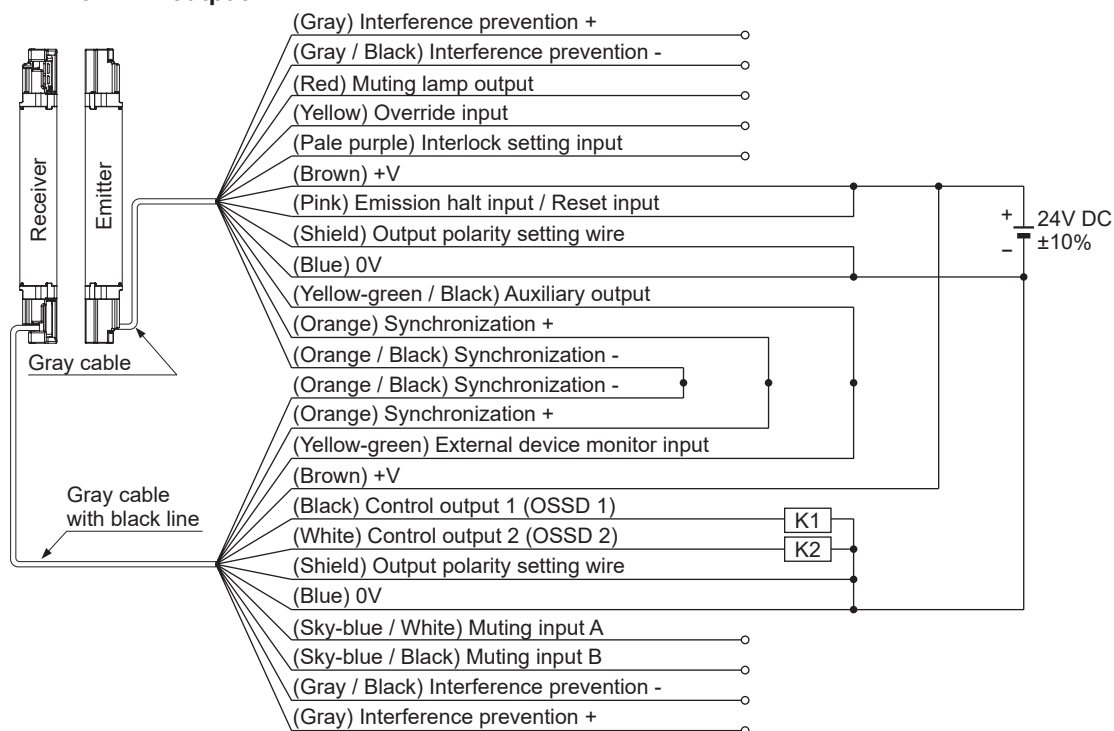 output
(Gray) Interference prevention +
(Gray / Black) Interference prevention -
(Red) Muting lamp output
(Yellow) Override input
(Pale purple) Interlock setting input
(Brown) +V
(Pink) Emission halt input / Reset input
(Shield) Output polarity setting wire
(Blue) 0V
(Yellow-green / Black) Auxiliary output
(Orange) Synchronization +
(Orange / Black) Synchronization -
(Orange / Black) Synchronization -
(Orange) Synchronization +
(Yellow-green) External device monitor input
(Brown) +V
(Black) Control output 1 (OSSD 1)
(White) Control output 2 (OSSD 2)
(Shield) Output polarity setting wire
(Blue) 0V
(Sky-blue / White) Muting input A
(Sky-blue / Black) Muting input B
(Gray / Black) Interference prevention -
(Gray) Interference prevention +
Receiver
Emitter
Gray cable
Gray cable
with black line
K1
K2
+
−
24V DC
±10%